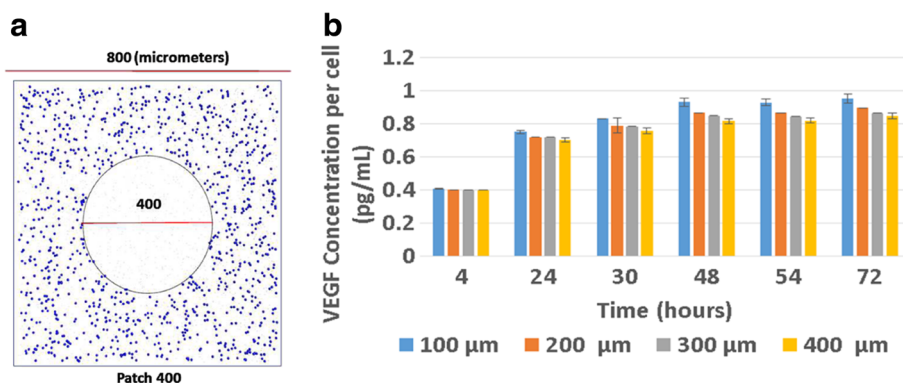 a
800 (micrometers)
400
Patch 400
b
VEGF Concentration per cell
(pg/mL)
1.2
1
0.8
0.6
0.4
0.2
0
4 24 30 48 54 72
Time (hours)
100 µm 200 µm 300 µm 400 µm